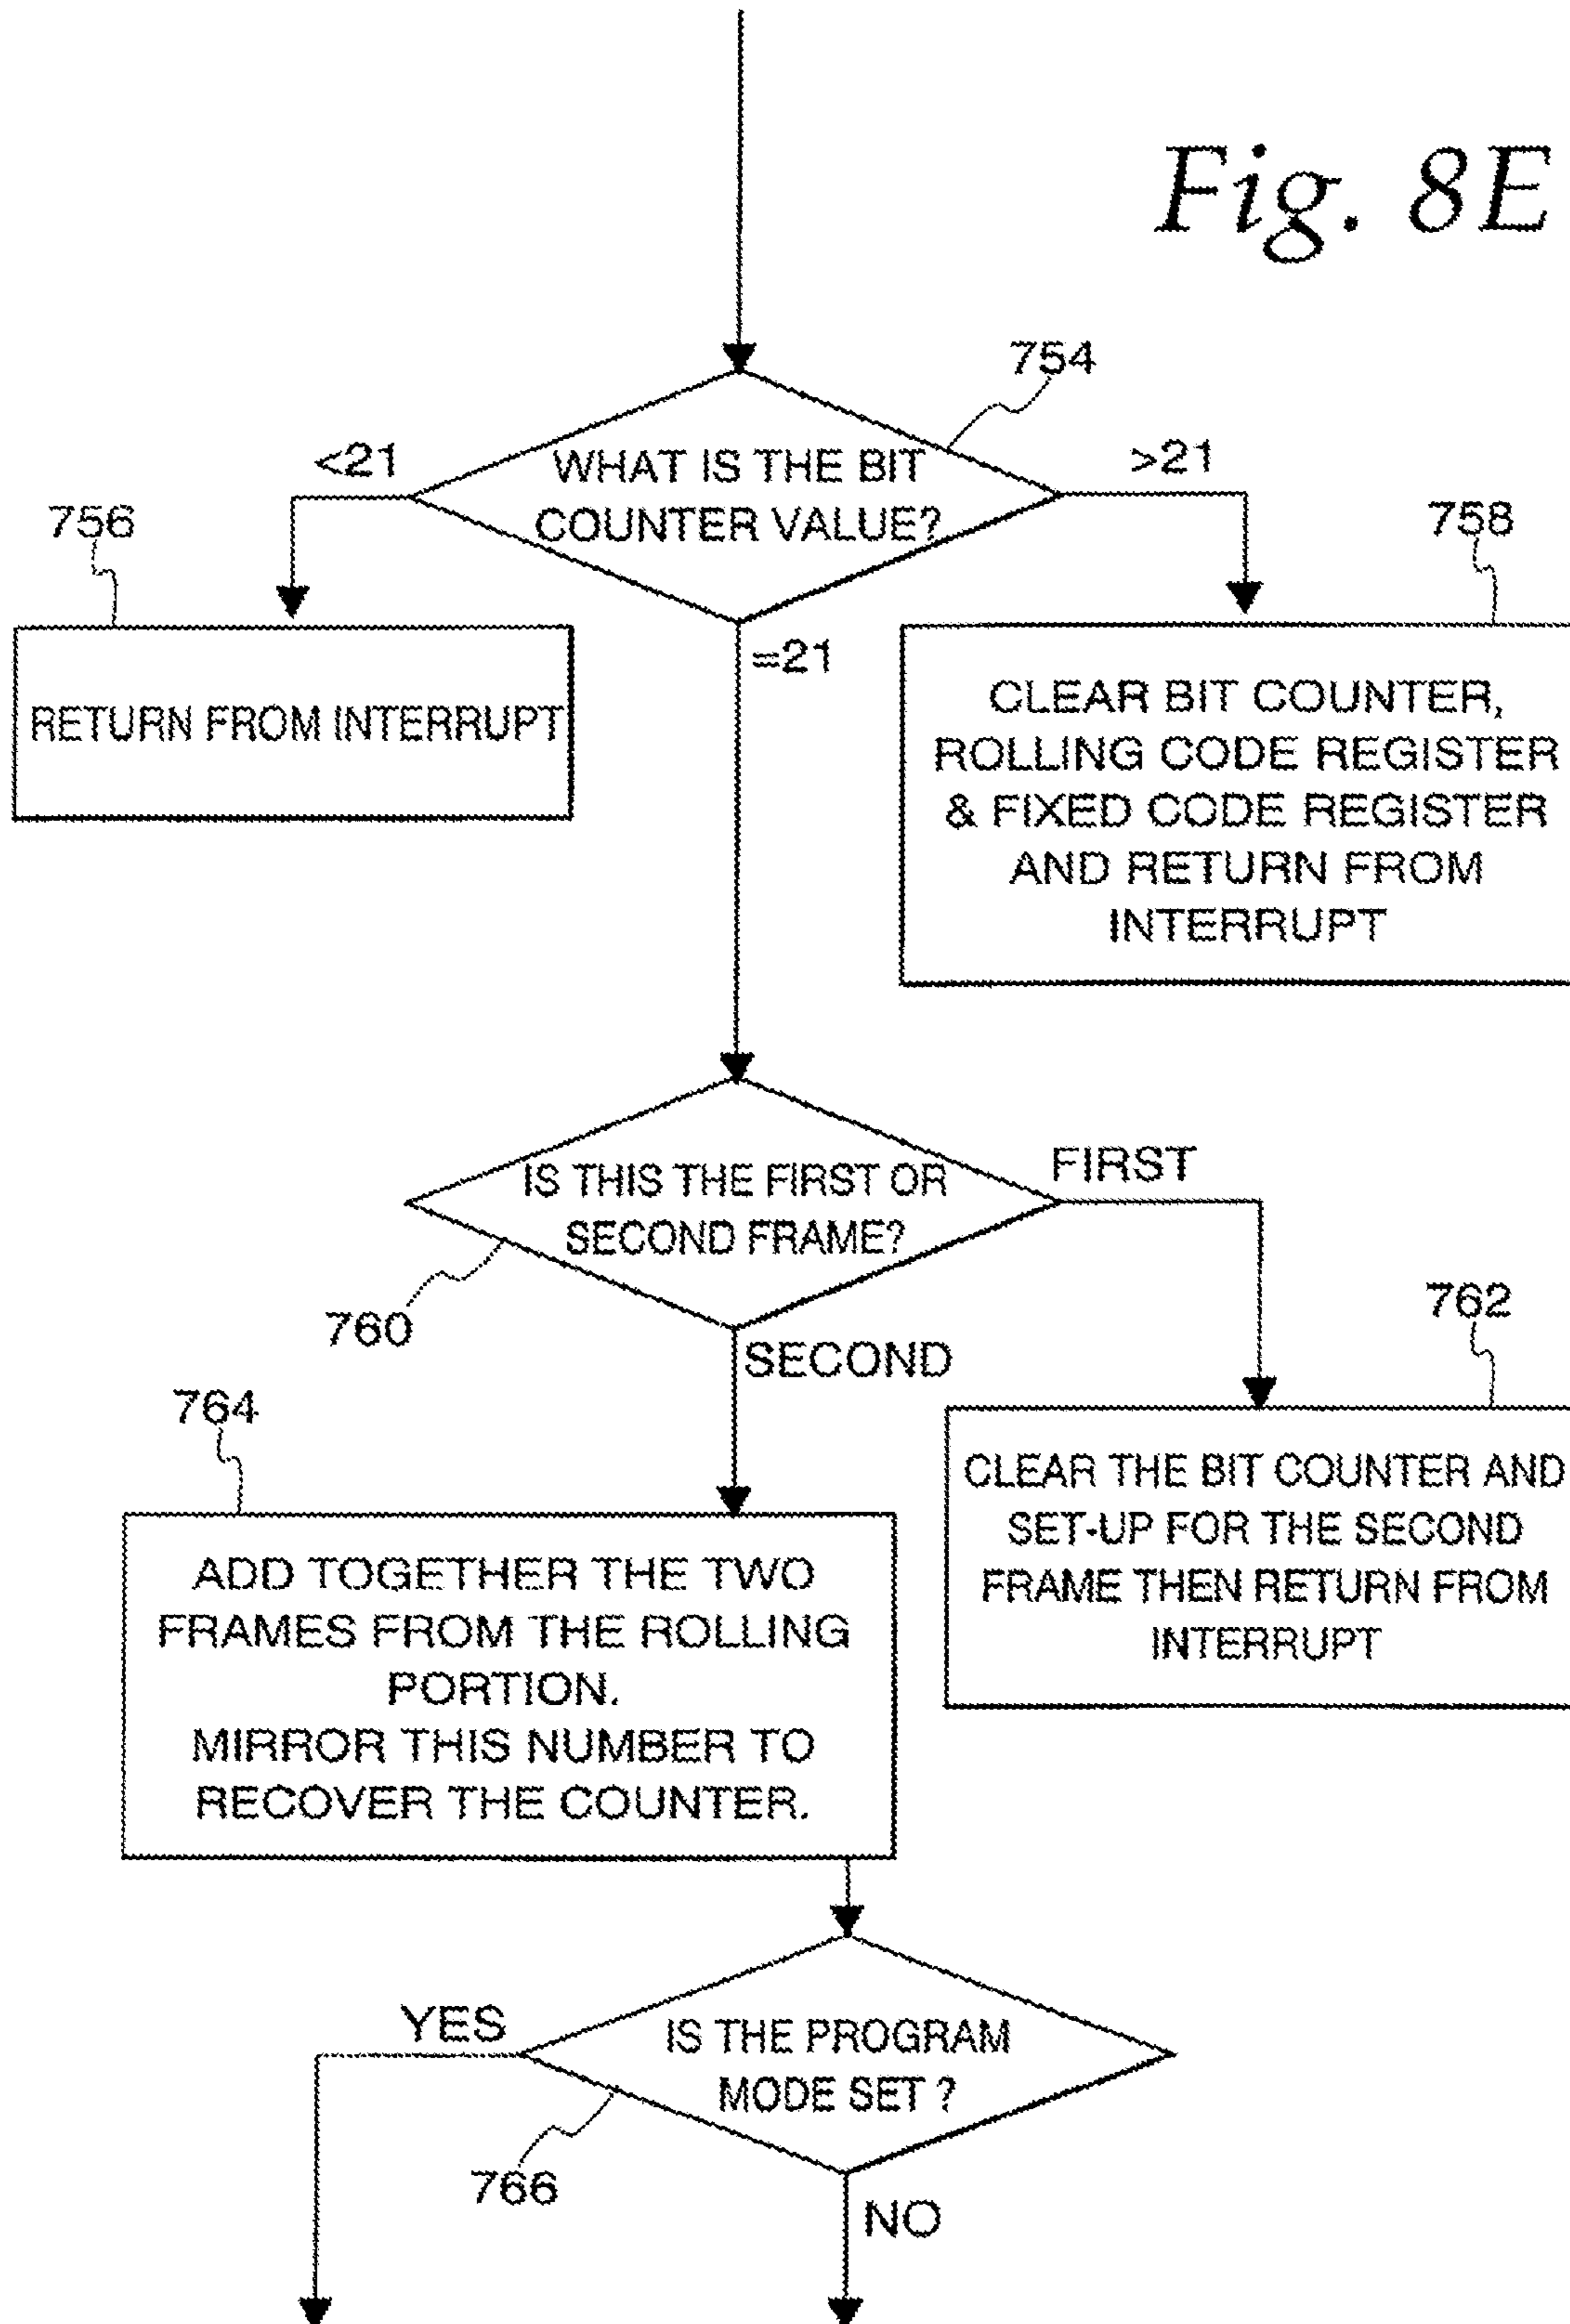 Fig. 8E
754
<21
WHAT IS THE BIT
COUNTER VALUE?
>21
756
758
=21
RETURN FROM INTERRUPT
CLEAR BIT COUNTER,
ROLLING CODE REGISTER
& FIXED CODE REGISTER
AND RETURN FROM
INTERRUPT
IS THIS THE FIRST OR
SECOND FRAME?
FIRST
760
762
SECOND
764
CLEAR THE BIT COUNTER AND
SET-UP FOR THE SECOND
FRAME THEN RETURN FROM
INTERRUPT
ADD TOGETHER THE TWO
FRAMES FROM THE ROLLING
PORTION.
MIRROR THIS NUMBER TO
RECOVER THE COUNTER.
YES
IS THE PROGRAM
MODE SET ?
766
NO